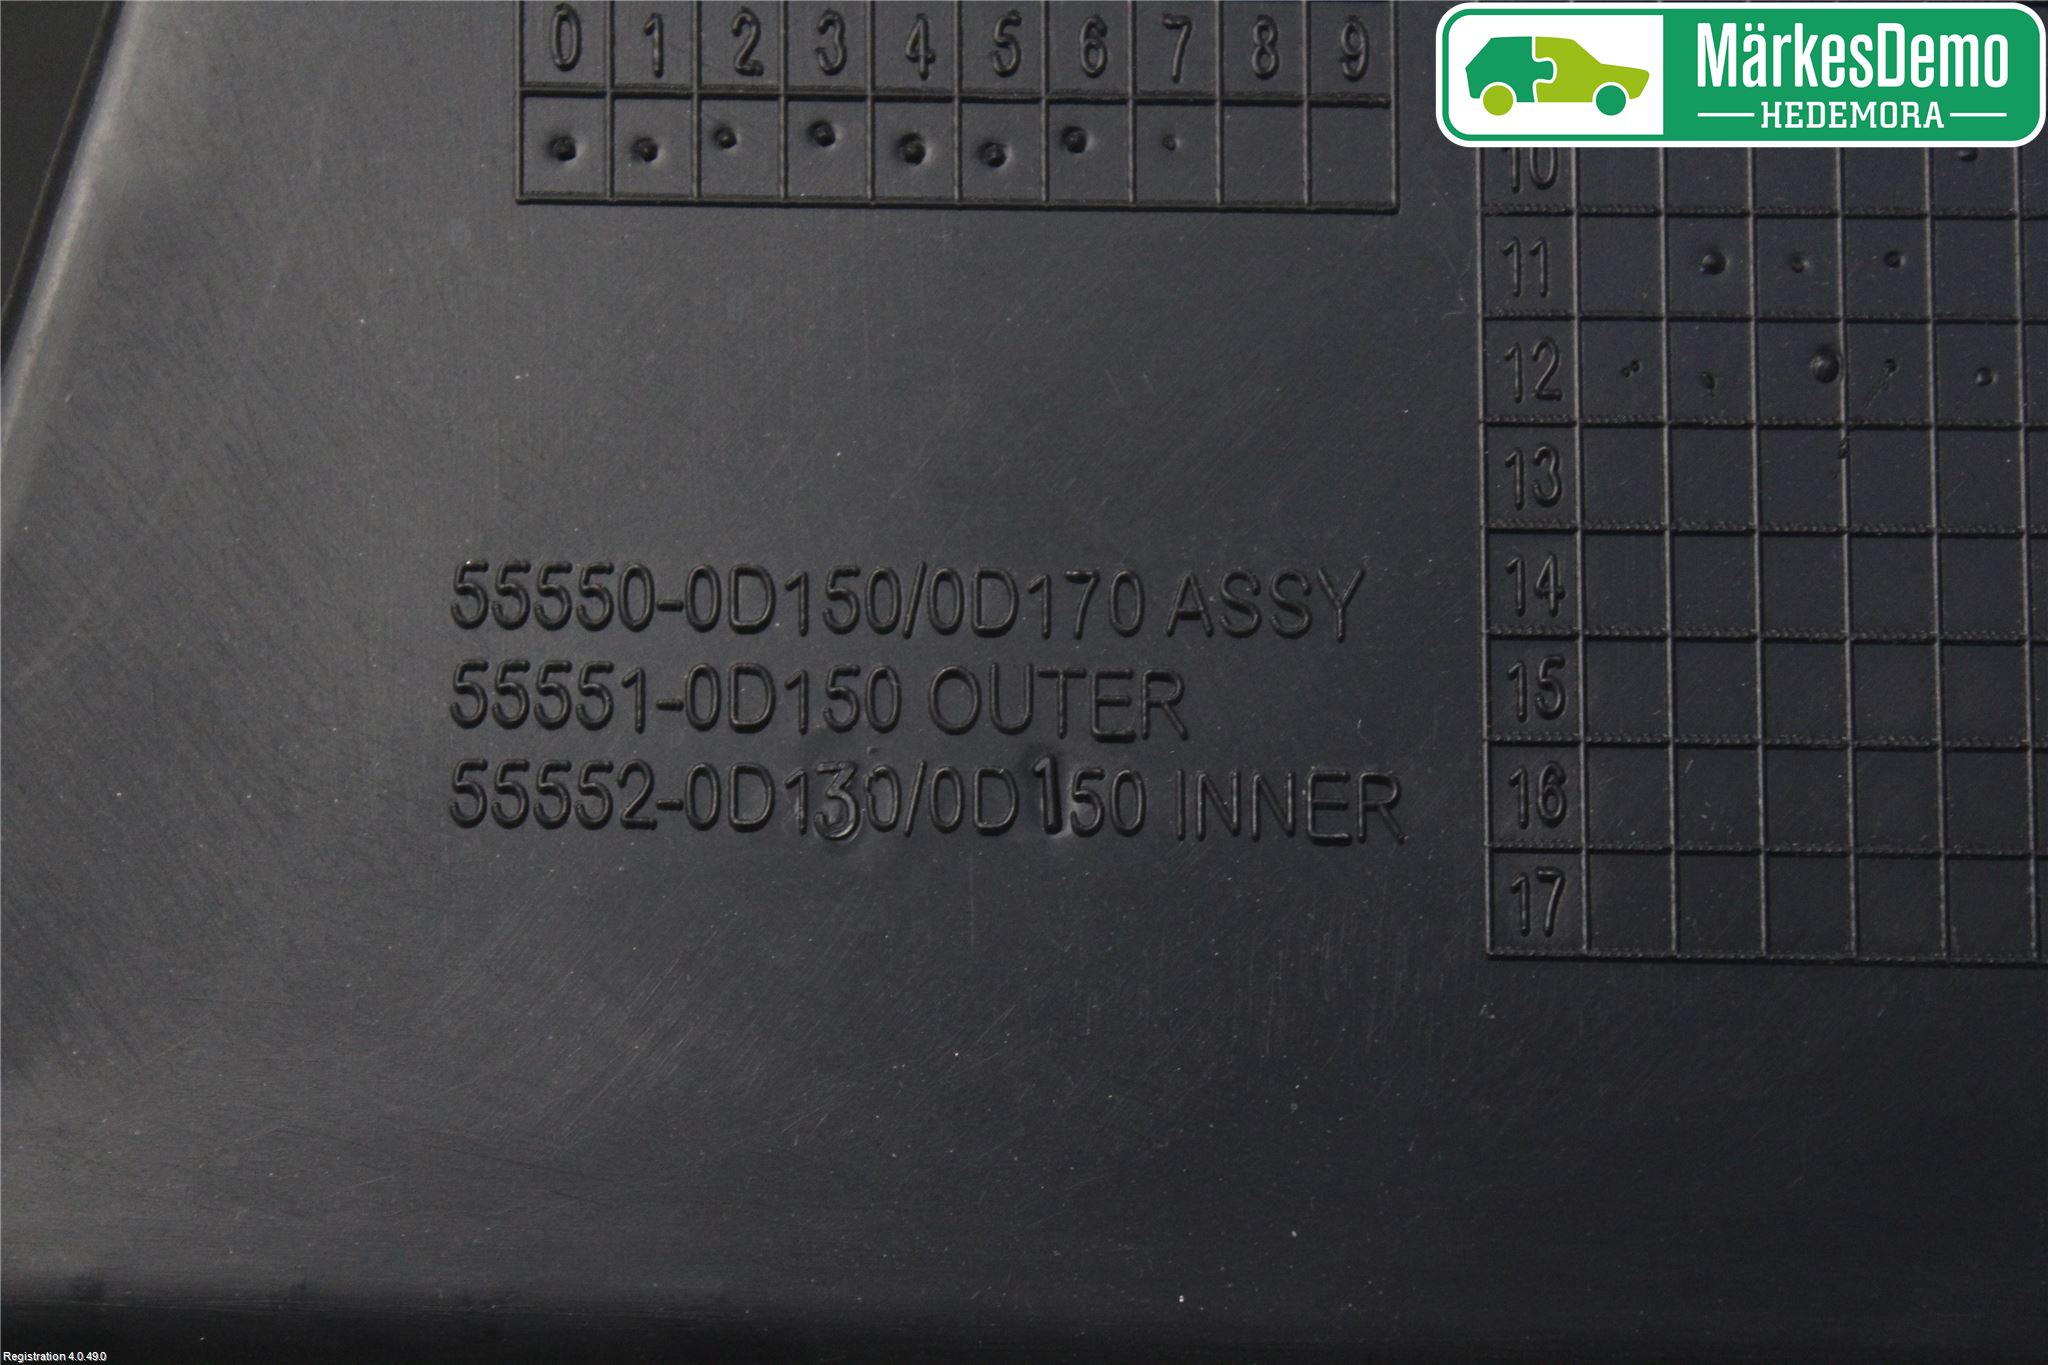 0 1 2 3 4 5 6 7 8 9
MärkesDemo
HEDEMORA
10
11
12
13
14
15
16
17
55550-0D150/0D170 ASSY
55551-0D150 OUTER
55552-0D130/0D150 INNER
Registration 4.0.49.0